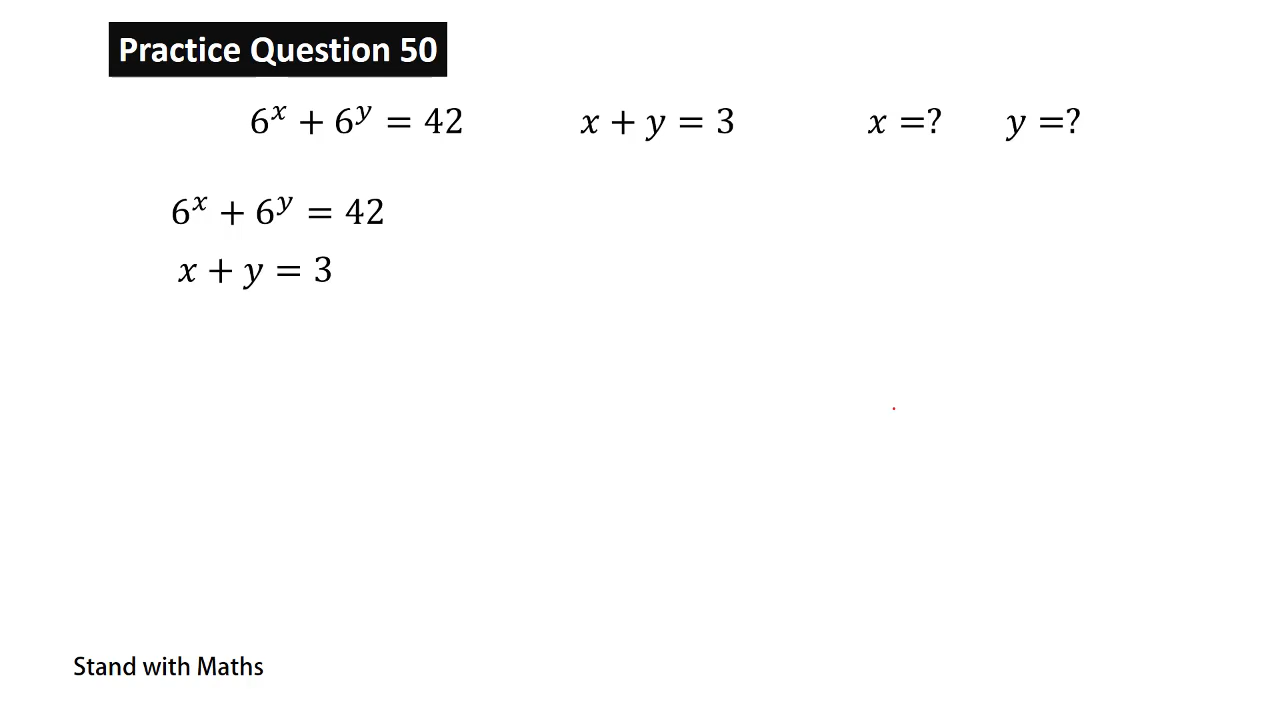 Practice Question 50
6^x + 6^y = 42 x + y = 3 x =? y =?
6^x + 6^y = 42
x + y = 3
Stand with Maths